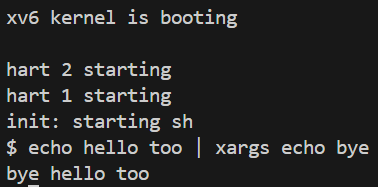 xv6 kernel is booting
hart 2 starting
hart 1 starting
init: starting sh
$ echo hello too | xargs echo bye
bye hello too